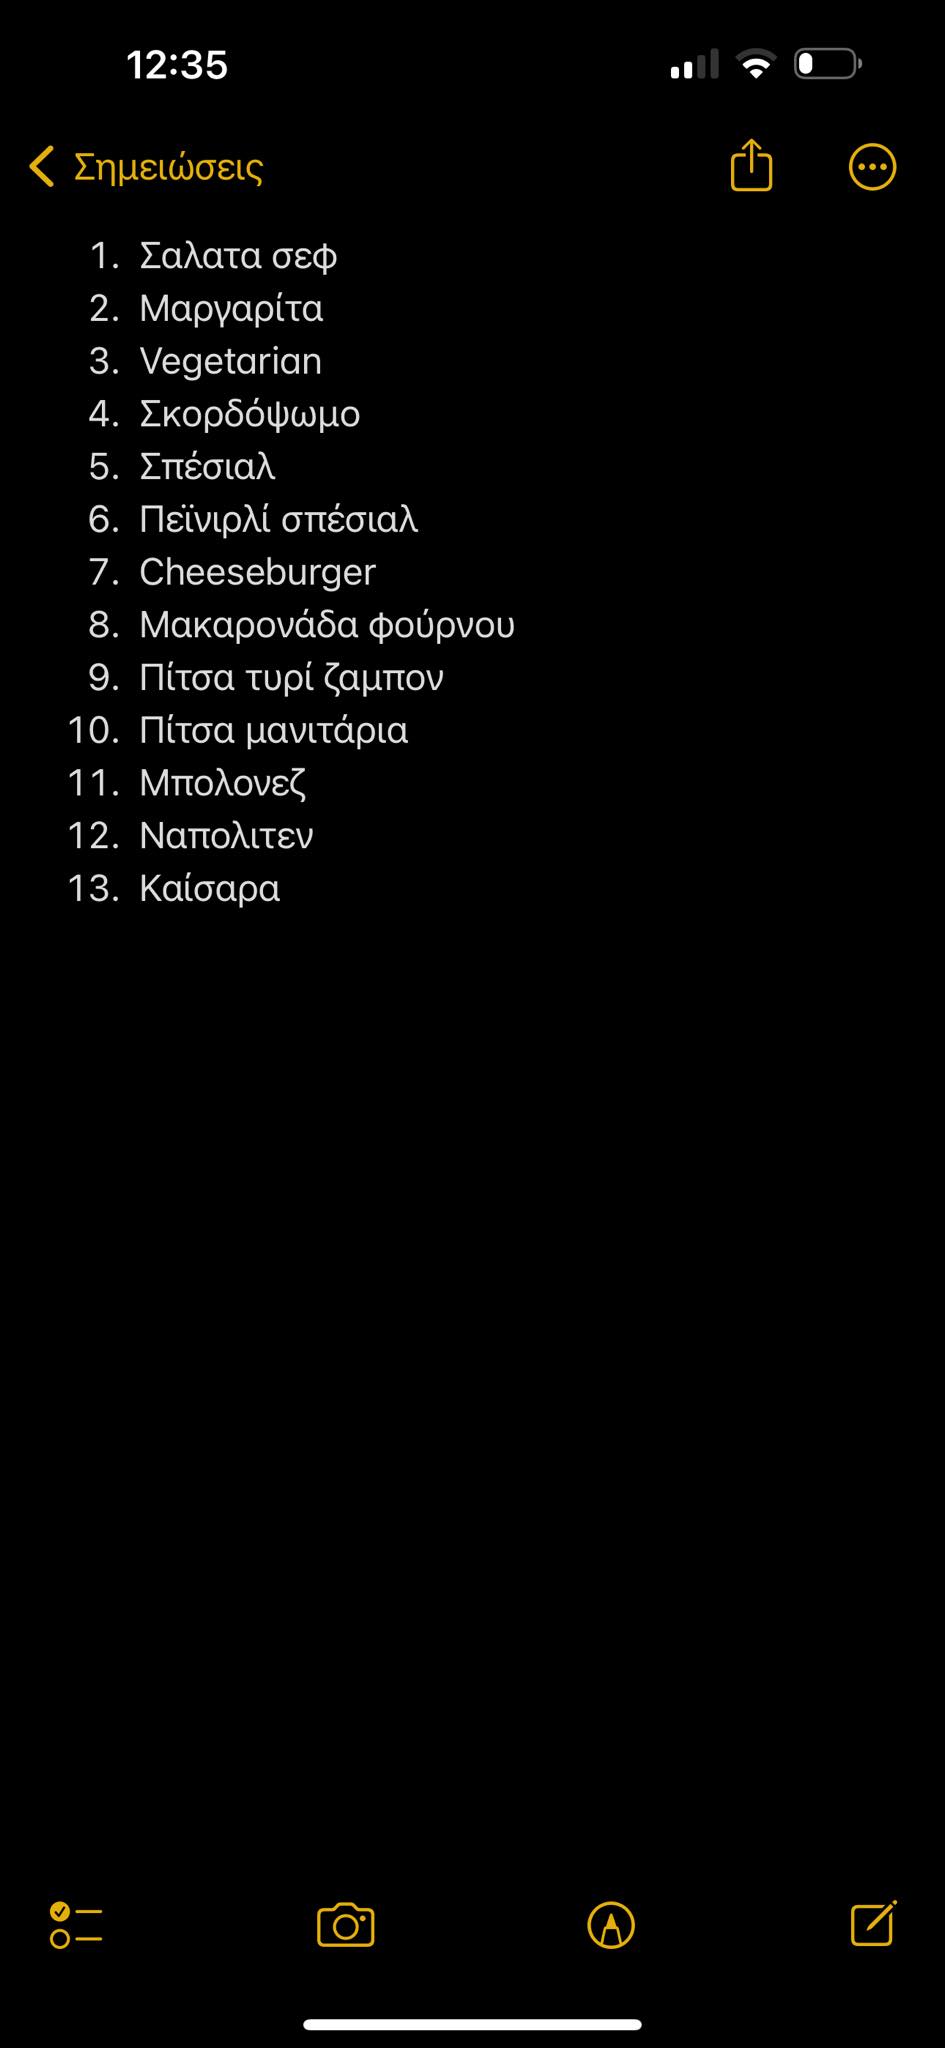 12:35
Σημειώσεις
1. Σαλατα σεφ
2. Μαργαρίτα
3. Vegetarian
4. Σκορδόψωμο
5. Σπέσιαλ
6. Πεϊνιρλί σπέσιαλ
7. Cheeseburger
8. Μακαρονάδα φούρνου
9. Πίτσα τυρί ζαμπον
10. Πίτσα μανιτάρια
11. Μπολονεζ
12. Ναπολιτεν
13. Καίσαρα